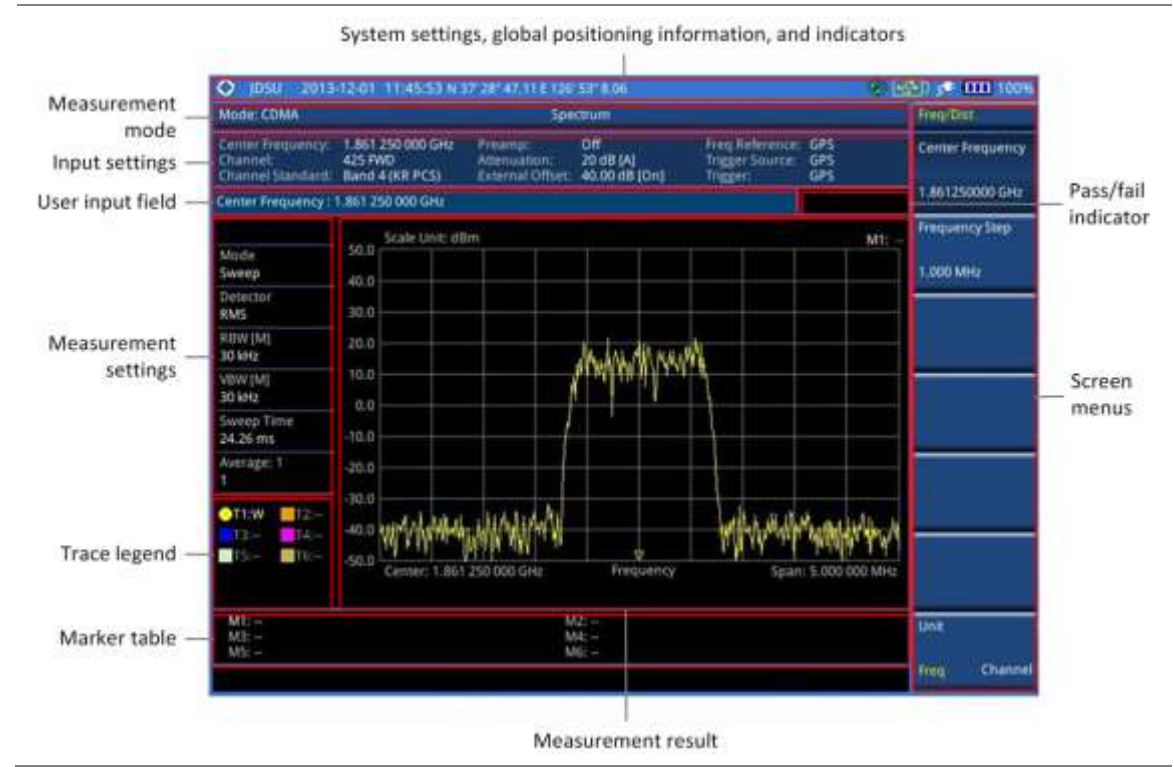 System settings, global positioning information, and indicators
JDSU 2013-12-01 11:45:53 N 37° 28" 47.11 E 126° 53" 8.06 100%
Measurement mode
Mode: CDMA Spectrum
Freq/Dist
Input settings
Center Frequency: 1.861 250 000 GHz Preamp: Off Freq Reference: GPS
Channel: 425 FWD Attenuation: 20 dB [A] Trigger Source: GPS
Channel Standard: Band 4 (KR PCS) External Offset: 40.00 dB [On] Trigger: GPS
Center Frequency
1.861250000 GHz
User input field
Center Frequency : 1.861 250 000 GHz
Pass/fail indicator
Frequency Step
1.000 MHz
Measurement settings
Mode
Sweep
Detector
RMS
RBW [M]
30 kHz
VBW [M]
30 kHz
Sweep Time
24.26 ms
Average: 1
1
Scale Unit: dBm M1: --
50.0
40.0
30.0
20.0
10.0
0.0
-10.0
-20.0
-30.0
-40.0
-50.0
Center: 1.861 250 000 GHz Frequency Span: 5.000 000 MHz
Screen menus
Trace legend
T1:W T2:--
T3:-- T4:--
T5:-- T6:--
Marker table
M1: -- M2: --
M3: -- M4: --
M5: -- M6: --
Unit
Freq Channel
Measurement result